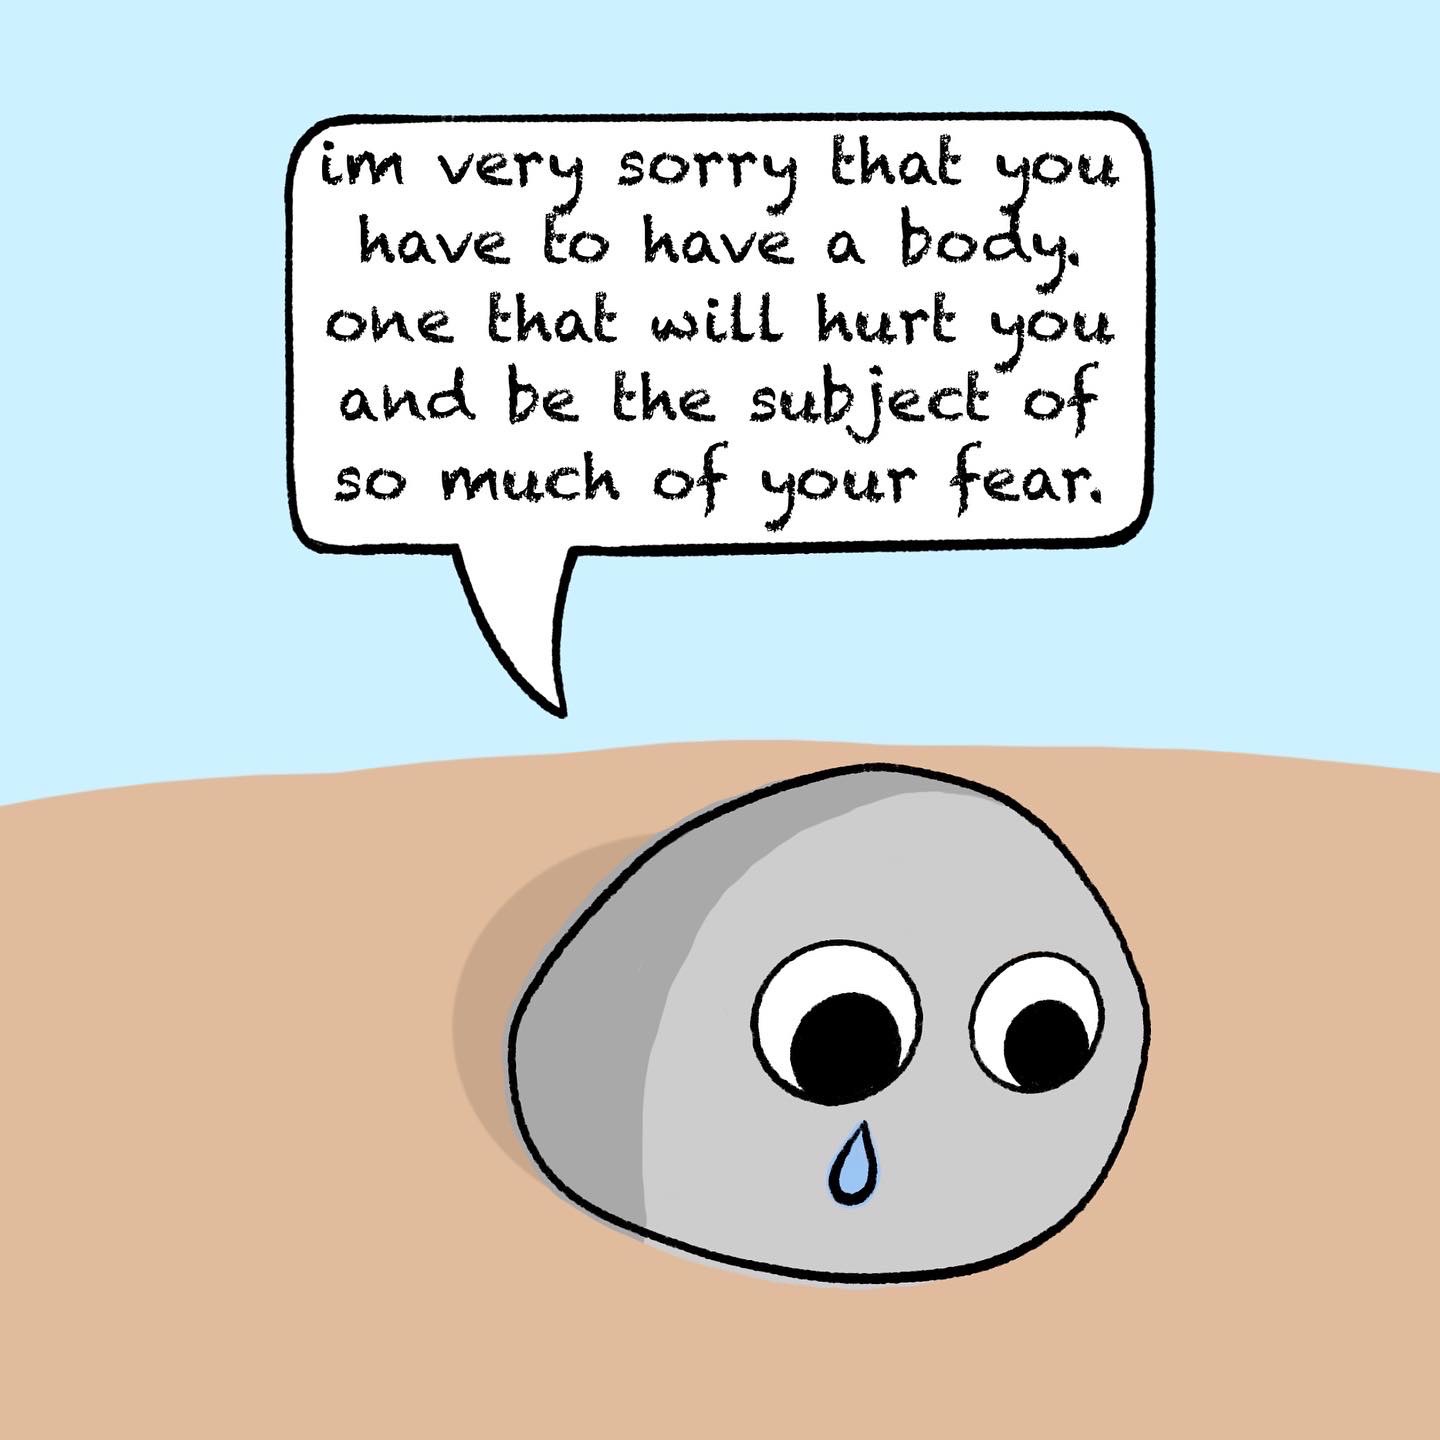 im very sorry that you
have to have a body.
one that will hurt you
and be the subject of
so much of your fear.